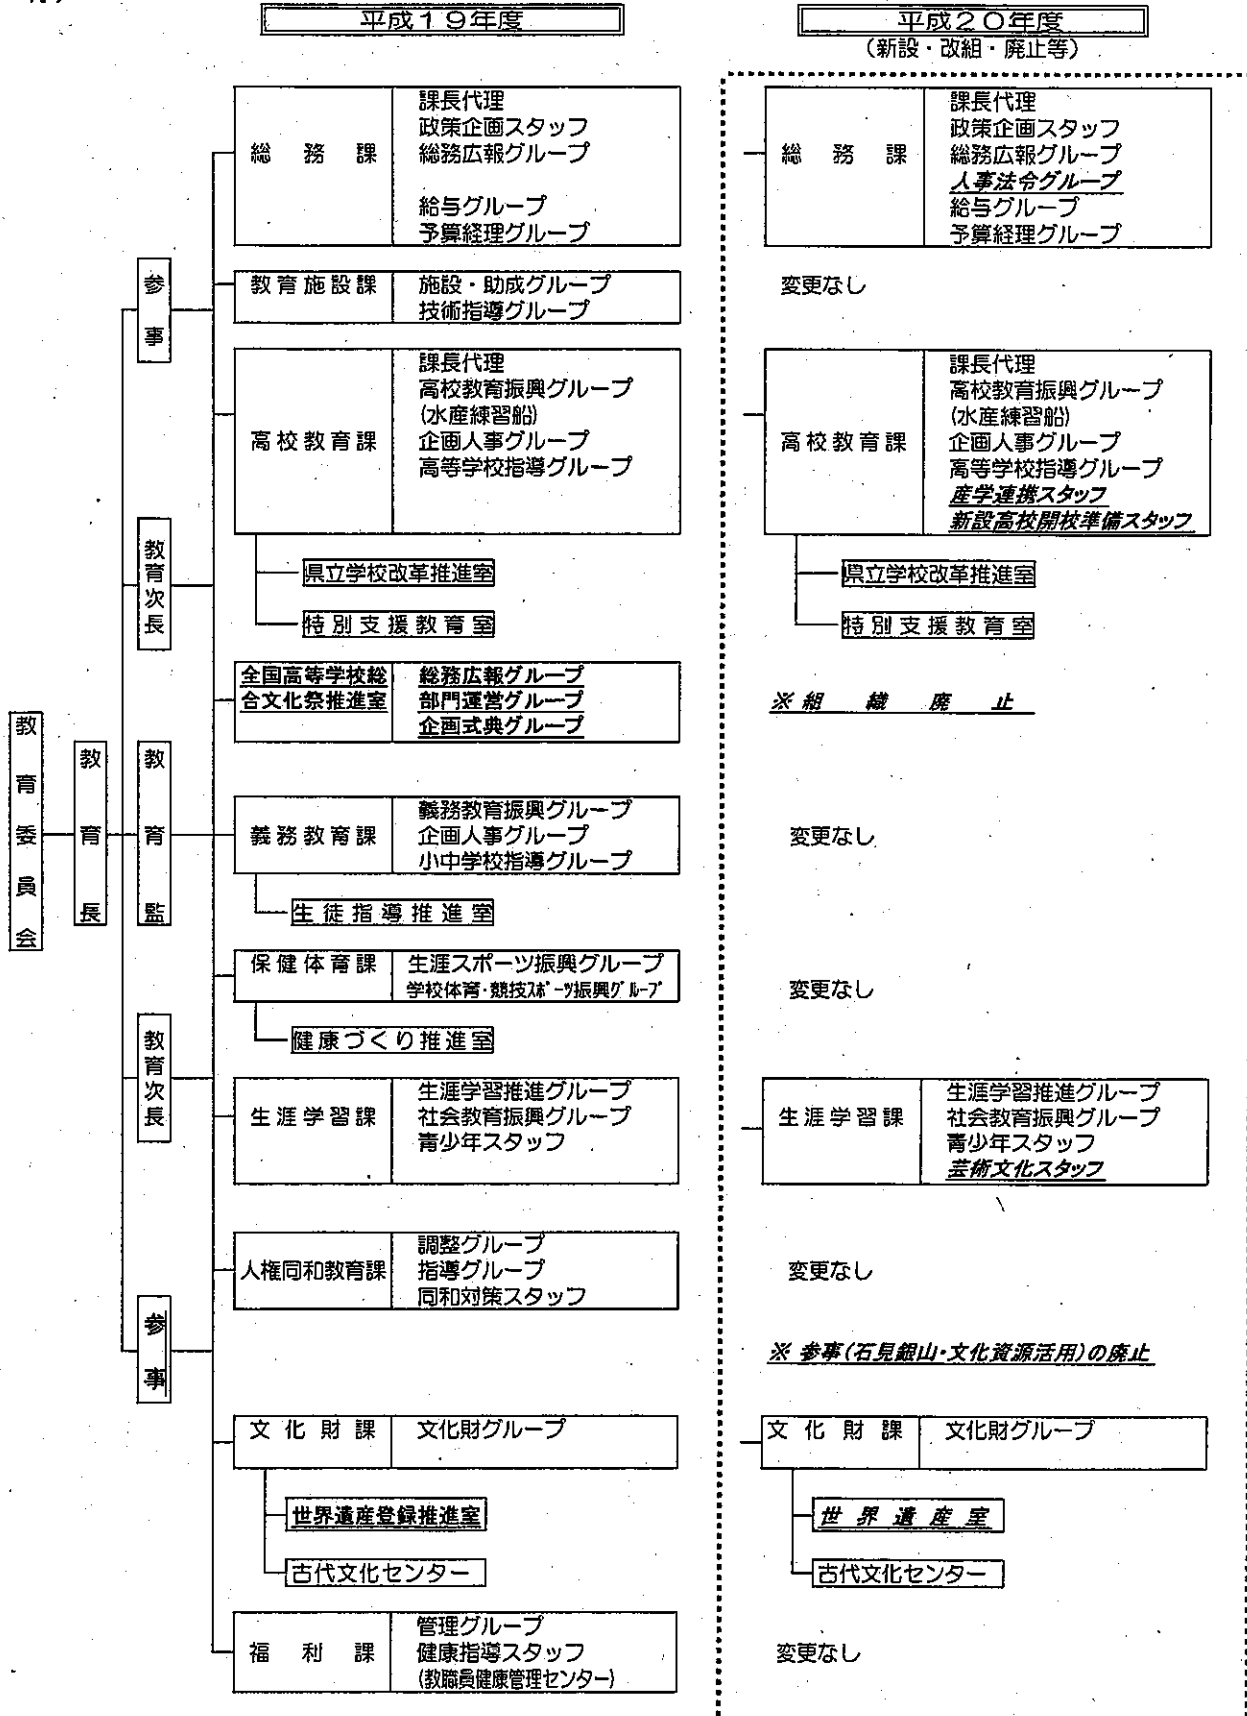 平成19年度
平成20年度
(新設・改組・廃止等)
教育委員会
教育長
参事
教育次長
教育監
教育次長
参事
総務課
課長代理
政策企画スタッフ
総務広報グループ
給与グループ
予算経理グループ
総務課
課長代理
政策企画スタッフ
総務広報グループ
人事法令グループ
給与グループ
予算経理グループ
教育施設課
施設・助成グループ
技術指導グループ
変更なし
高校教育課
課長代理
高校教育振興グループ
(水産練習船)
企画人事グループ
高等学校指導グループ
県立学校改革推進室
特別支援教育室
高校教育課
課長代理
高校教育振興グループ
(水産練習船)
企画人事グループ
高等学校指導グループ
産学連携スタッフ
新設高校開校準備スタッフ
県立学校改革推進室
特別支援教育室
全国高等学校総
合文化祭推進室
総務広報グループ
部門運営グループ
企画式典グループ
※組織廃止
義務教育課
義務教育振興グループ
企画人事グループ
小中学校指導グループ
生徒指導推進室
変更なし
保健体育課
生涯スポーツ振興グループ
学校体育・競技スポーツ振興グループ
健康づくり推進室
変更なし
生涯学習課
生涯学習推進グループ
社会教育振興グループ
青少年スタッフ
生涯学習課
生涯学習推進グループ
社会教育振興グループ
青少年スタッフ
芸術文化スタッフ
人権同和教育課
調整グループ
指導グループ
同和対策スタッフ
変更なし
※ 参事(石見銀山・文化資源活用)の廃止
文化財課
文化財グループ
世界遺産登録推進室
古代文化センター
文化財課
文化財グループ
世界遺産室
古代文化センター
福利課
管理グループ
健康指導スタッフ
(教職員健康管理センター)
変更なし